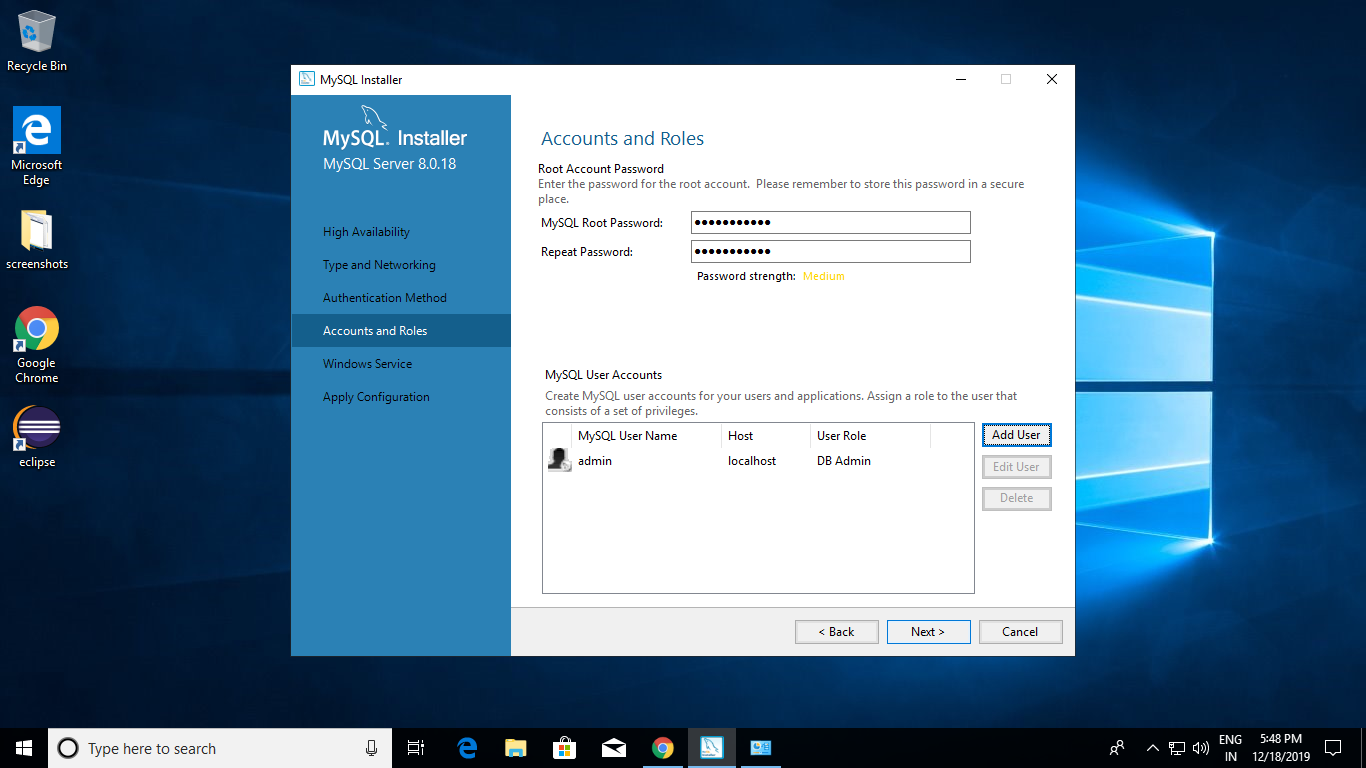 Recycle Bin
Microsoft
Edge
screenshots
Google
Chrome
eclipse
MySQL Installer
MySQL. Installer
MySQL Server 8.0.18
High Availability
Type and Networking
Authentication Method
Accounts and Roles
Windows Service
Apply Configuration
Accounts and Roles
Root Account Password
Enter the password for the root account.  Please remember to store this password in a secure
place.
MySQL Root Password: ●●●●●●●●●●●
Repeat Password: ●●●●●●●●●●●
Password strength: Medium
MySQL User Accounts
Create MySQL user accounts for your users and applications. Assign a role to the user that
consists of a set of privileges.
MySQL User Name Host User Role
admin localhost DB Admin
Add User
Edit User
Delete
< Back Next > Cancel
Type here to search
ENG
IN
5:48 PM
12/18/2019